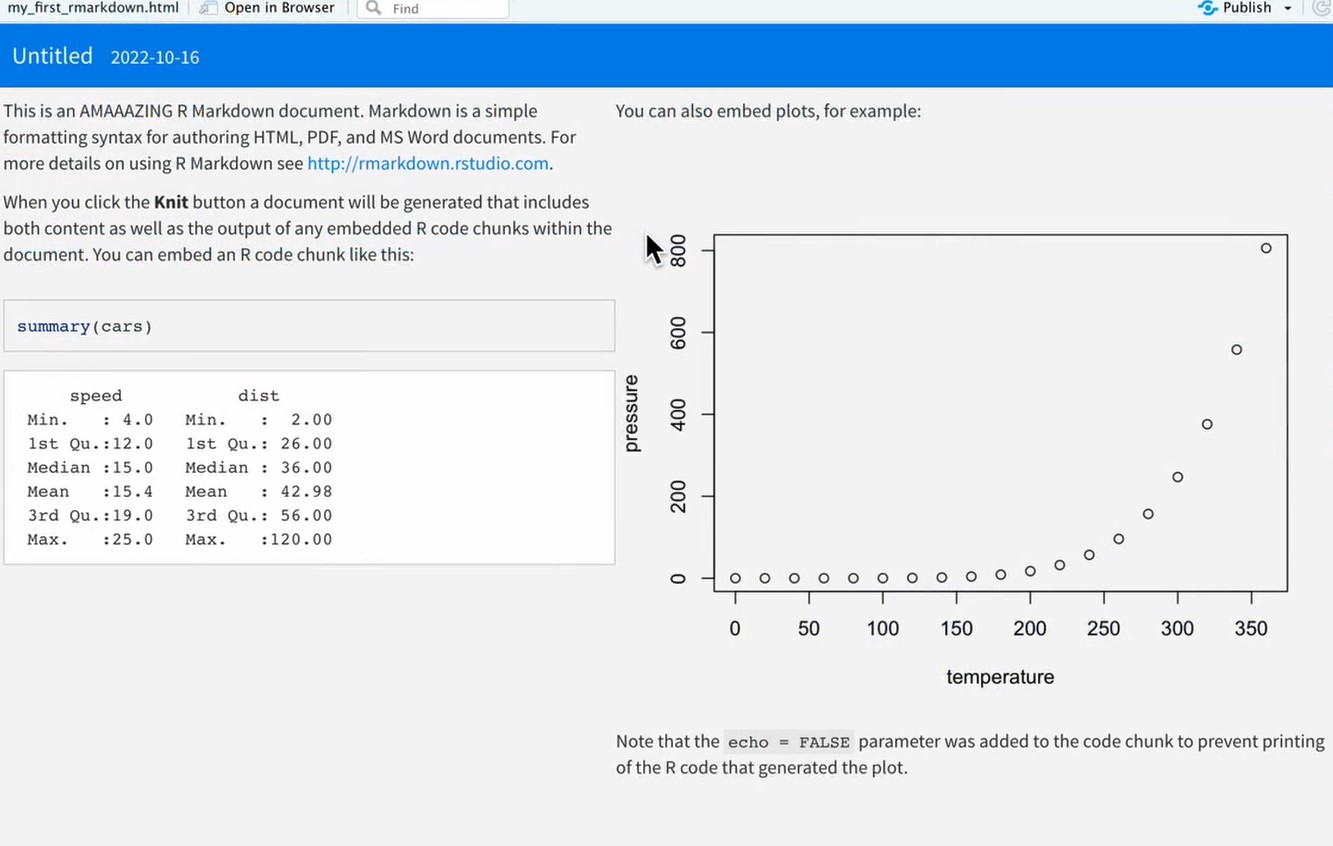 my_first_rmarkdown.html Open in Browser Find Publish
Untitled 2022-10-16
This is an AMAAAZING R Markdown document. Markdown is a simple
formatting syntax for authoring HTML, PDF, and MS Word documents. For
more details on using R Markdown see http://rmarkdown.rstudio.com.
When you click the Knit button a document will be generated that includes
both content as well as the output of any embedded R code chunks within the
document. You can embed an R code chunk like this:
summary(cars)
speed dist
Min. : 4.0 Min. : 2.00
1st Qu.:12.0 1st Qu.: 26.00
Median :15.0 Median : 36.00
Mean :15.4 Mean : 42.98
3rd Qu.:19.0 3rd Qu.: 56.00
Max. :25.0 Max. :120.00
You can also embed plots, for example:
800
600
400
200
0
pressure
0 50 100 150 200 250 300 350
temperature
Note that the echo = FALSE parameter was added to the code chunk to prevent printing
of the R code that generated the plot.